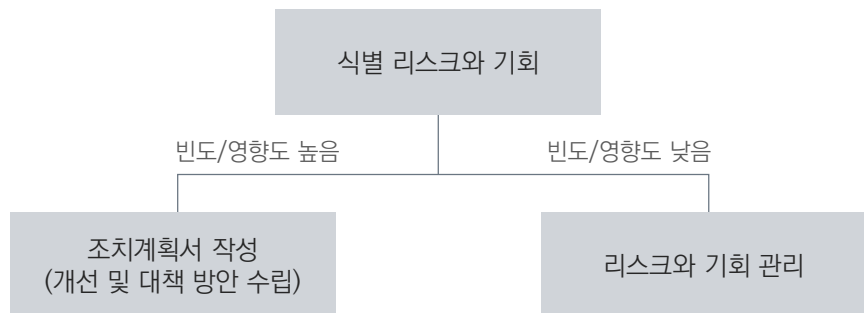 식별 리스크와 기회
빈도/영향도 높음
빈도/영향도 낮음
조치계획서 작성
(개선 및 대책 방안 수립)
리스크와 기회 관리